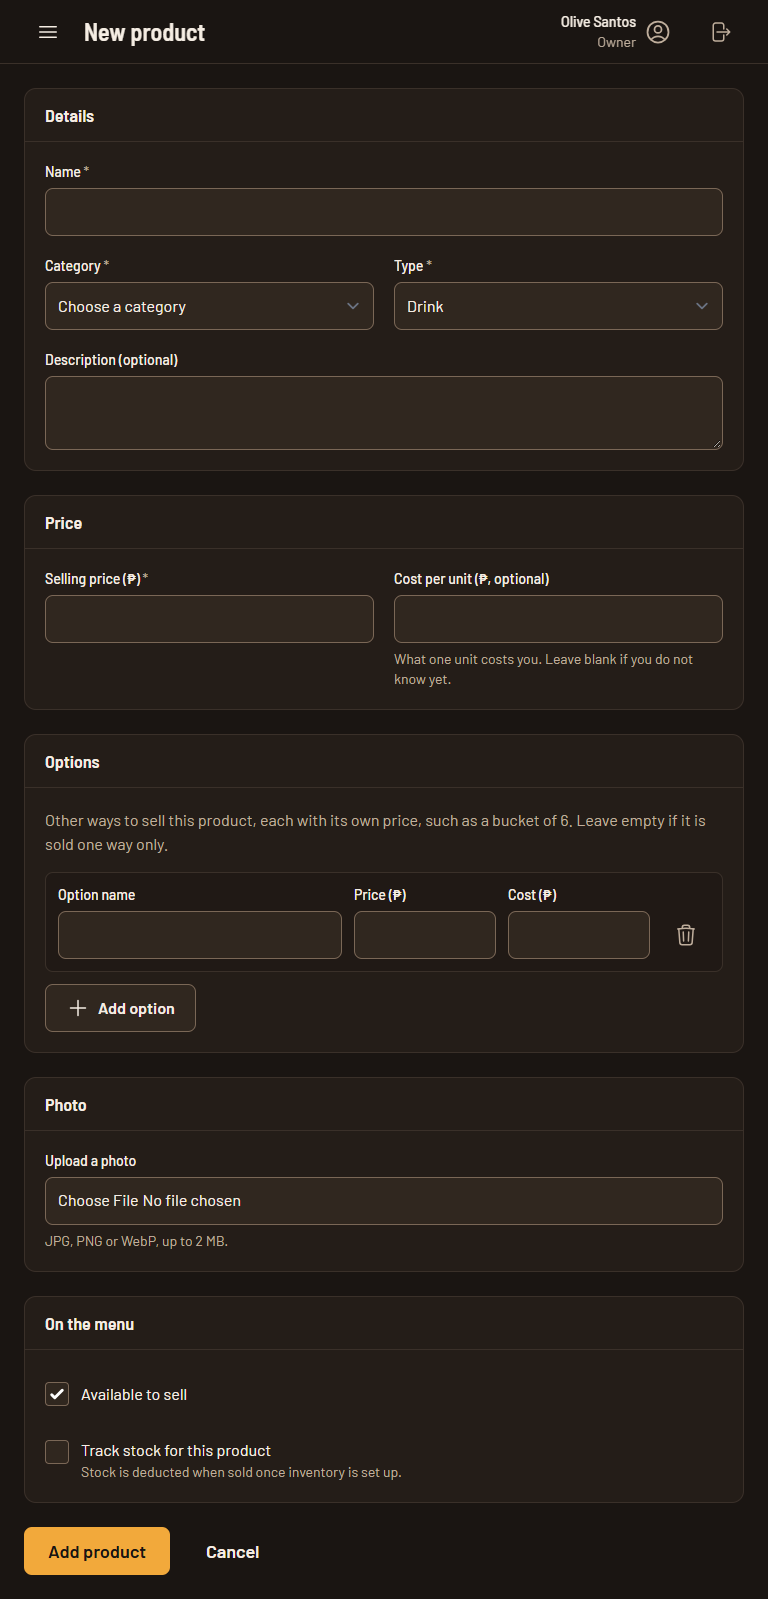 New product
Olive Santos
Owner
Details
Name *
Category *
Type *
Choose a category
Drink
Description (optional)
Price
Selling price (₱) *
Cost per unit (₱, optional)
What one unit costs you. Leave blank if you do not
know yet.
Options
Other ways to sell this product, each with its own price, such as a bucket of 6. Leave empty if it is
sold one way only.
Option name
Price (₱)
Cost (₱)
Add option
Photo
Upload a photo
Choose File No file chosen
JPG, PNG or WebP, up to 2 MB.
On the menu
Available to sell
Track stock for this product
Stock is deducted when sold once inventory is set up.
Add product
Cancel